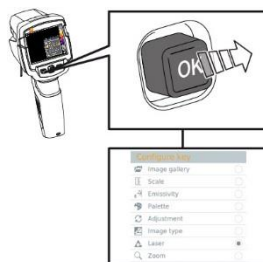 OK
Configure key
Image gallery
Scale
Emissivity
Palette
Adjustment
Image type
Laser
Zoom